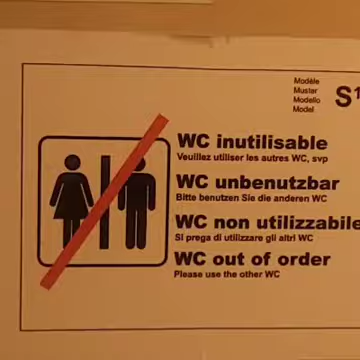 Modèle
Muster
Modello
Model
WC inutilisable
Veuillez utiliser les autres WC, svp
WC unbenutzbar
Bitte benutzen Sie die anderen WC
WC non utilizzabile
Si prega di utilizzare gli altri WC
WC out of order
Please use the other WC